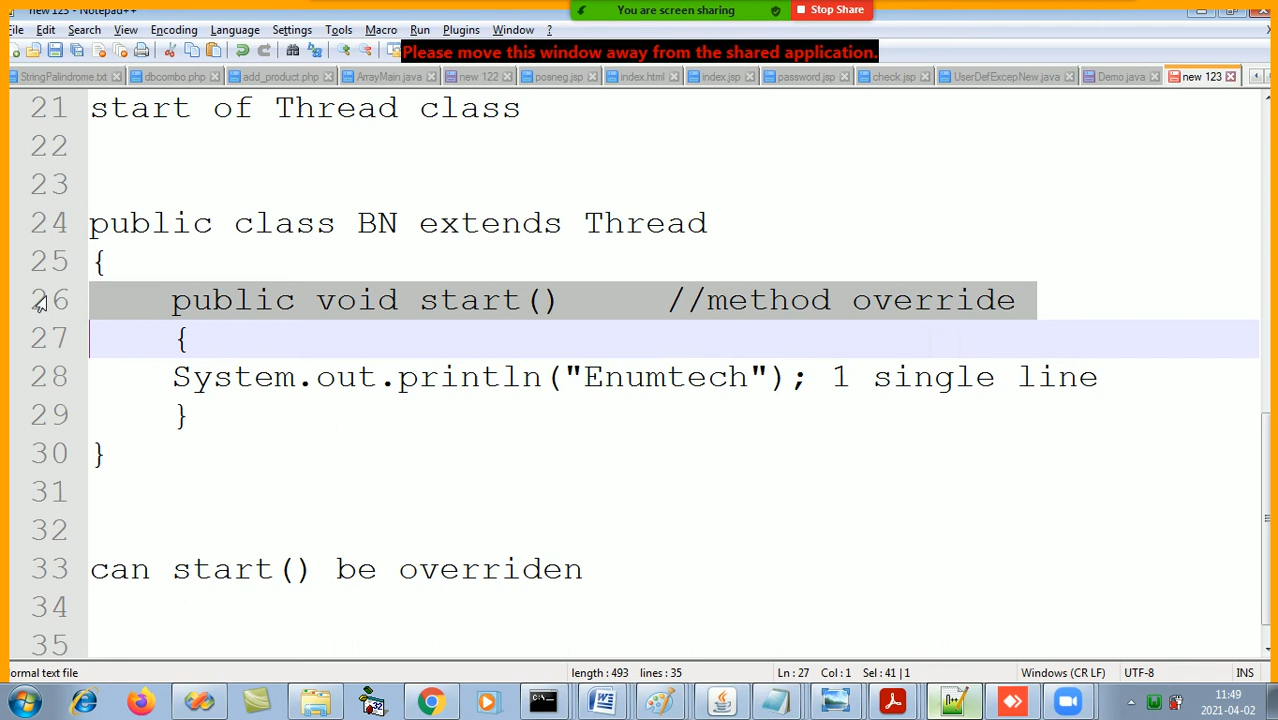 new 123 - Notepad++
You are screen sharing
Stop Share
File Edit Search View Encoding Language Settings Tools Macro Run Plugins Window ?
X
Please move this window away from the shared application.
StringPalindrome.txt dbcombo.php add_product.php ArrayMain.java new 122 posneg.jsp index.html index.jsp password.jsp check.jsp UserDefExcepNew.java Demo.java new 123
21 start of Thread class
22
23
24 public class BN extends Thread
25 {
26 public void start() //method override
27 {
28 System.out.println("Enumtech"); 1 single line
29 }
30 }
31
32
33 can start() be overriden
34
35
ormal text file length : 493 lines : 35 Ln : 27 Col : 1 Sel : 41 | 1 Windows (CR LF) UTF-8 INS
32
11:49
2021-04-02